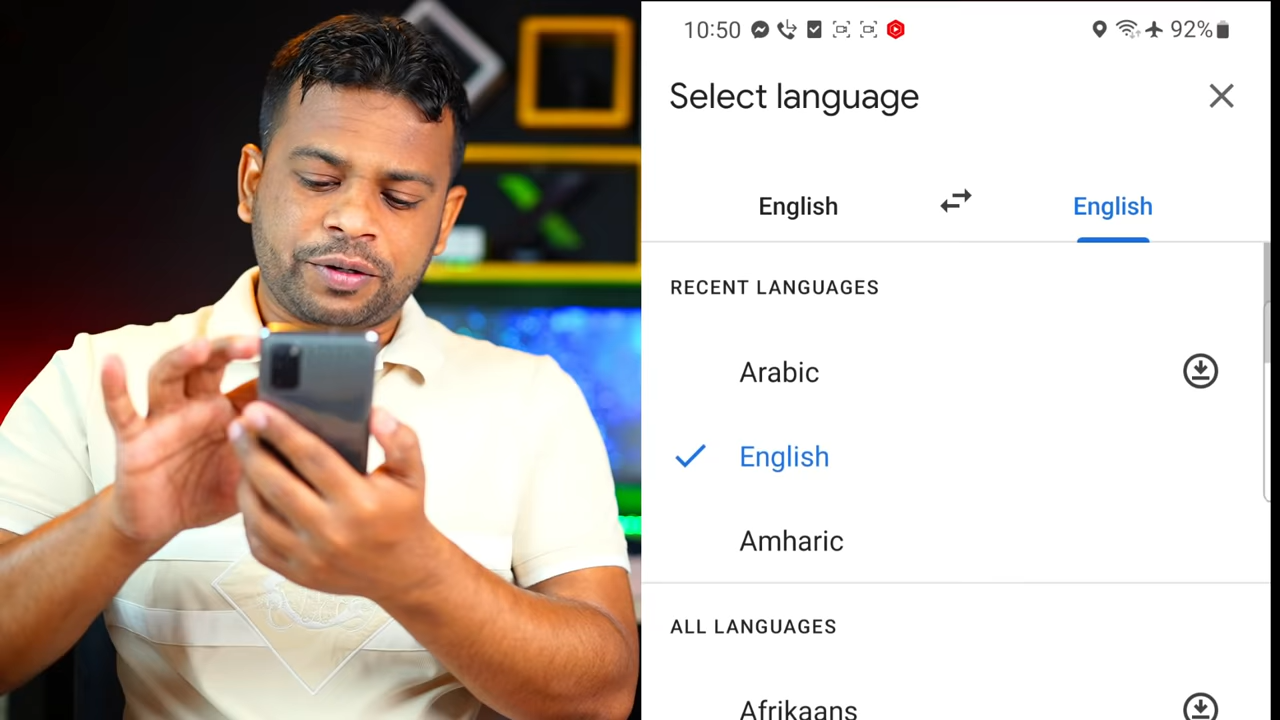 10:50 92%
Select language
English English
RECENT LANGUAGES
Arabic
English
Amharic
ALL LANGUAGES
Afrikaans